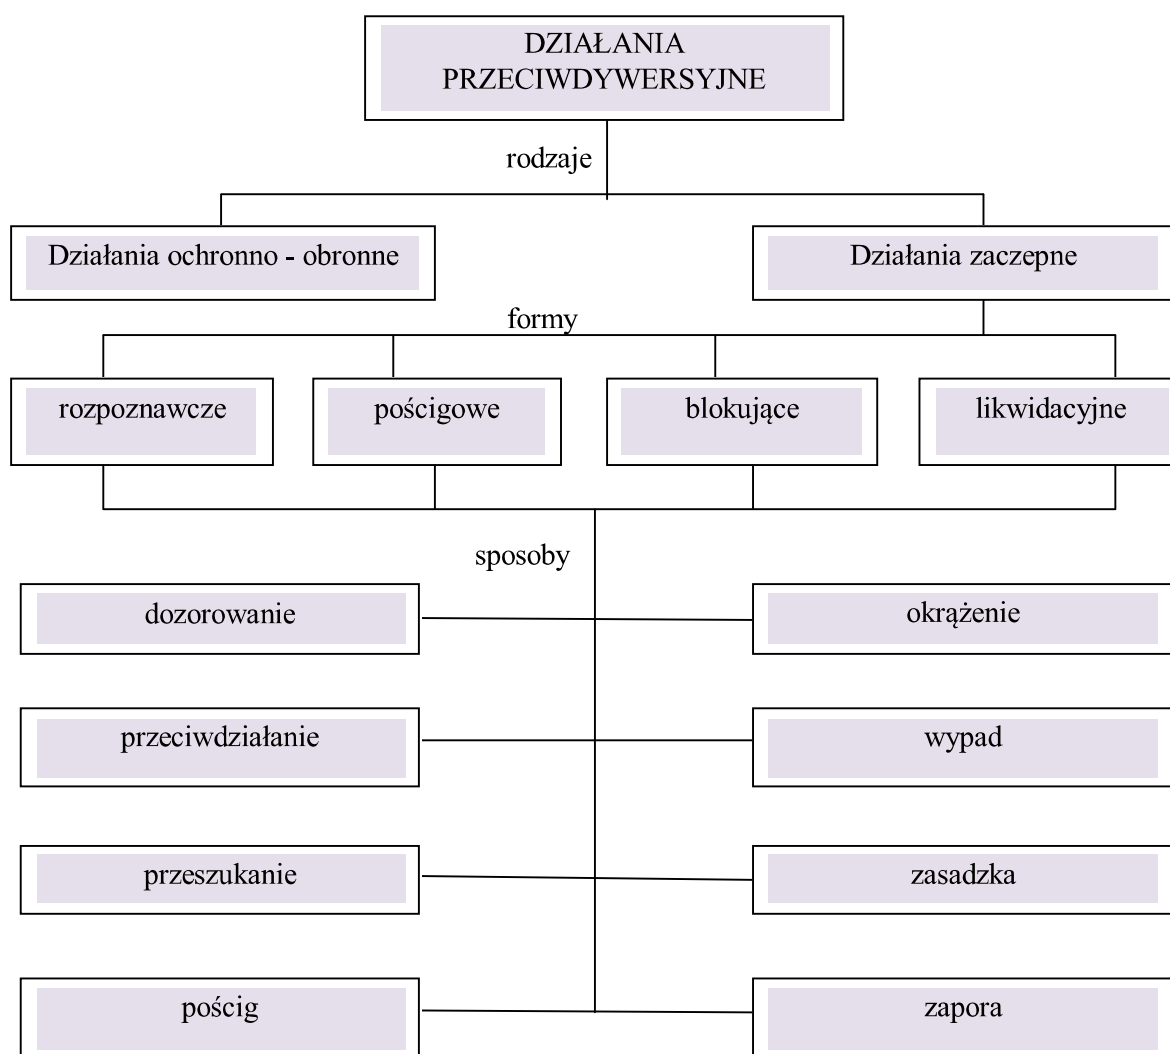 DZIAŁANIA
PRZECIWDYWERSYJNE
rodzaje
Działania ochronno - obronne
Działania zaczepne
formy
rozpoznawcze
pościgowe
blokujące
likwidacyjne
sposoby
dozorowanie
okrążenie
przeciwdziałanie
wypad
przeszukanie
zasadzka
pościg
zapora